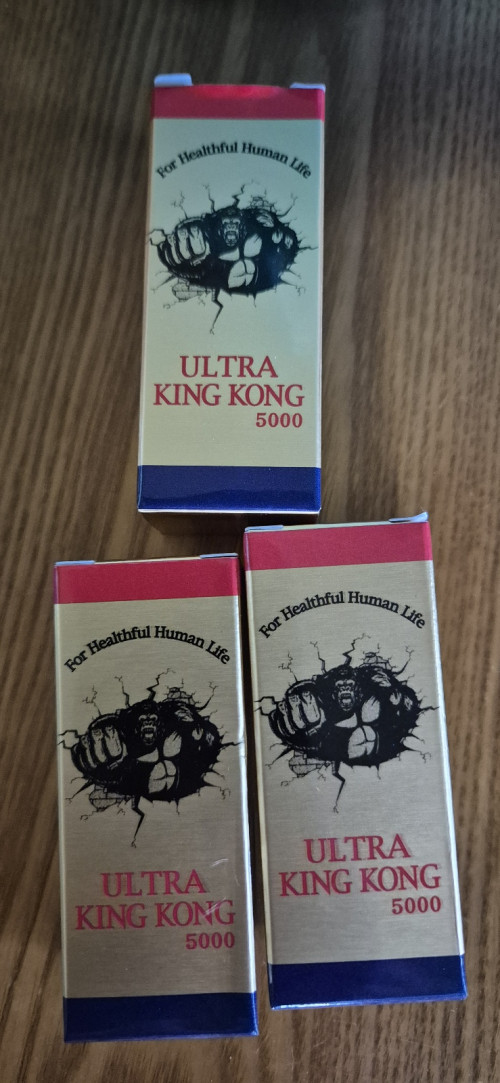 For Healthful Human Life
ULTRA
KING KONG
5000
For Healthful Human Life
ULTRA
KING KONG
5000
For Healthful Human Life
ULTRA
KING KONG
5000